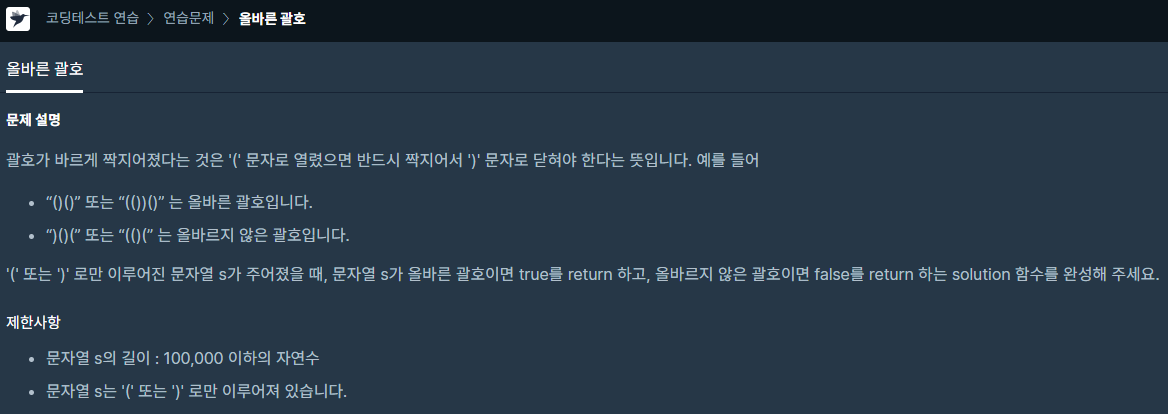 코딩테스트 연습 > 연습문제 > 올바른 괄호
올바른 괄호
문제 설명
괄호가 바르게 짝지어졌다는 것은 '(' 문자로 열렸으면 반드시 짝지어서 ')' 문자로 닫혀야 한다는 뜻입니다. 예를 들어
• “()()” 또는 “(())()” 는 올바른 괄호입니다.
• “)()(” 또는 “(()(” 는 올바르지 않은 괄호입니다.
'(' 또는 ')' 로만 이루어진 문자열 s가 주어졌을 때, 문자열 s가 올바른 괄호이면 true를 return 하고, 올바르지 않은 괄호이면 false를 return 하는 solution 함수를 완성해 주세요.
제한사항
• 문자열 s의 길이 : 100,000 이하의 자연수
• 문자열 s는 '(' 또는 ')' 로만 이루어져 있습니다.